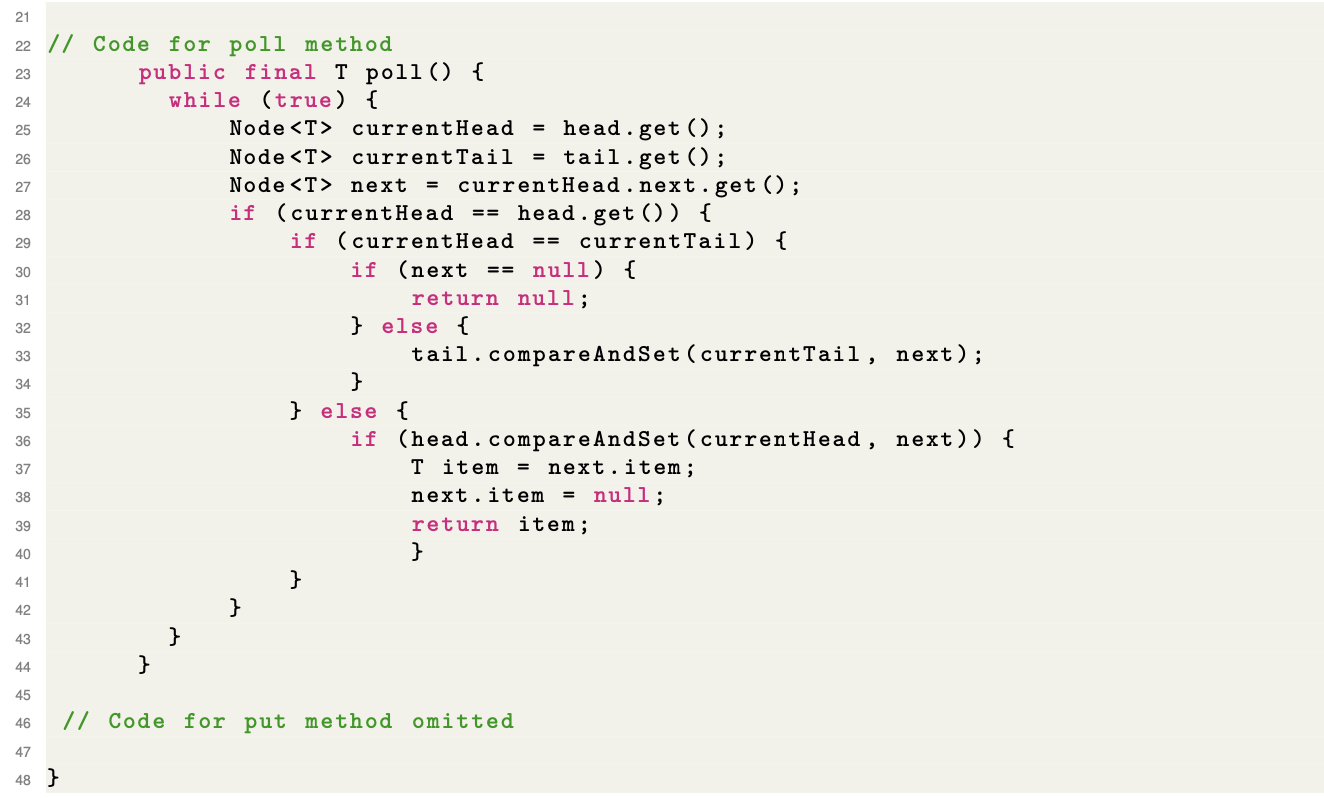 21
22 // Code for poll method
23 public final T poll() {
24 while (true) {
25 Node<T> currentHead = head.get();
26 Node<T> currentTail = tail.get();
27 Node<T> next = currentHead.next.get();
28 if (currentHead == head.get()) {
29 if (currentHead == currentTail) {
30 if (next == null) {
31 return null;
32 } else {
33 tail.compareAndSet(currentTail, next);
34 }
35 } else {
36 if (head.compareAndSet(currentHead, next)) {
37 T item = next.item;
38 next.item = null;
39 return item;
40 }
41 }
42 }
43 }
44 }
45
46 // Code for put method omitted
47
48 }